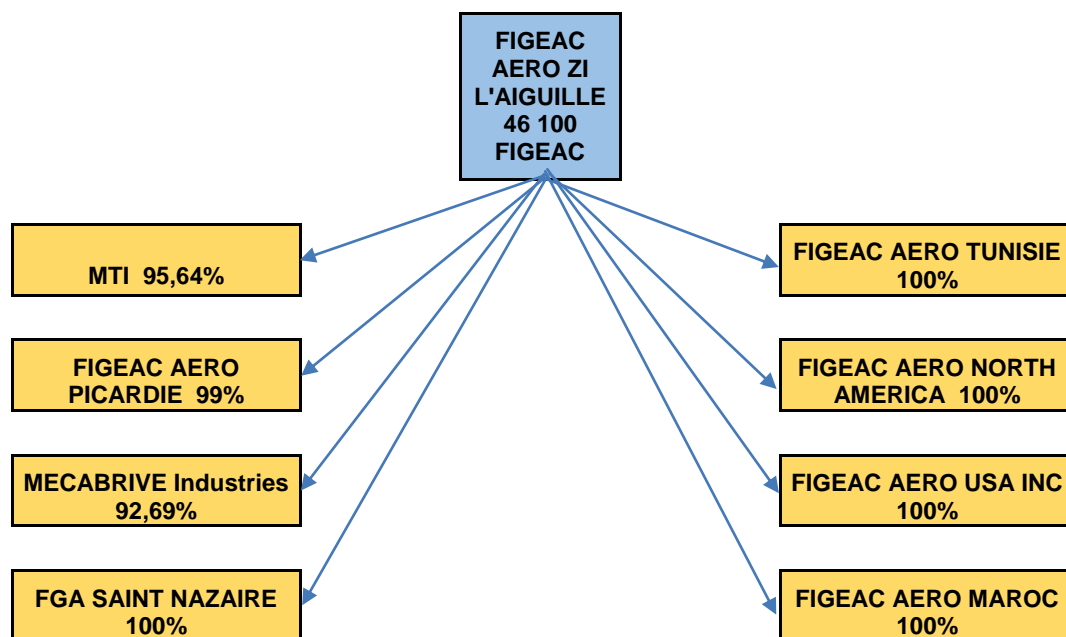 FIGEAC
AERO ZI
L'AIGUILLE
46 100
FIGEAC
MTI 95,64%
FIGEAC AERO
PICARDIE 99%
MECABRIVE Industries
92,69%
FGA SAINT NAZAIRE
100%
FIGEAC AERO TUNISIE
100%
FIGEAC AERO NORTH
AMERICA 100%
FIGEAC AERO USA INC
100%
FIGEAC AERO MAROC
100%